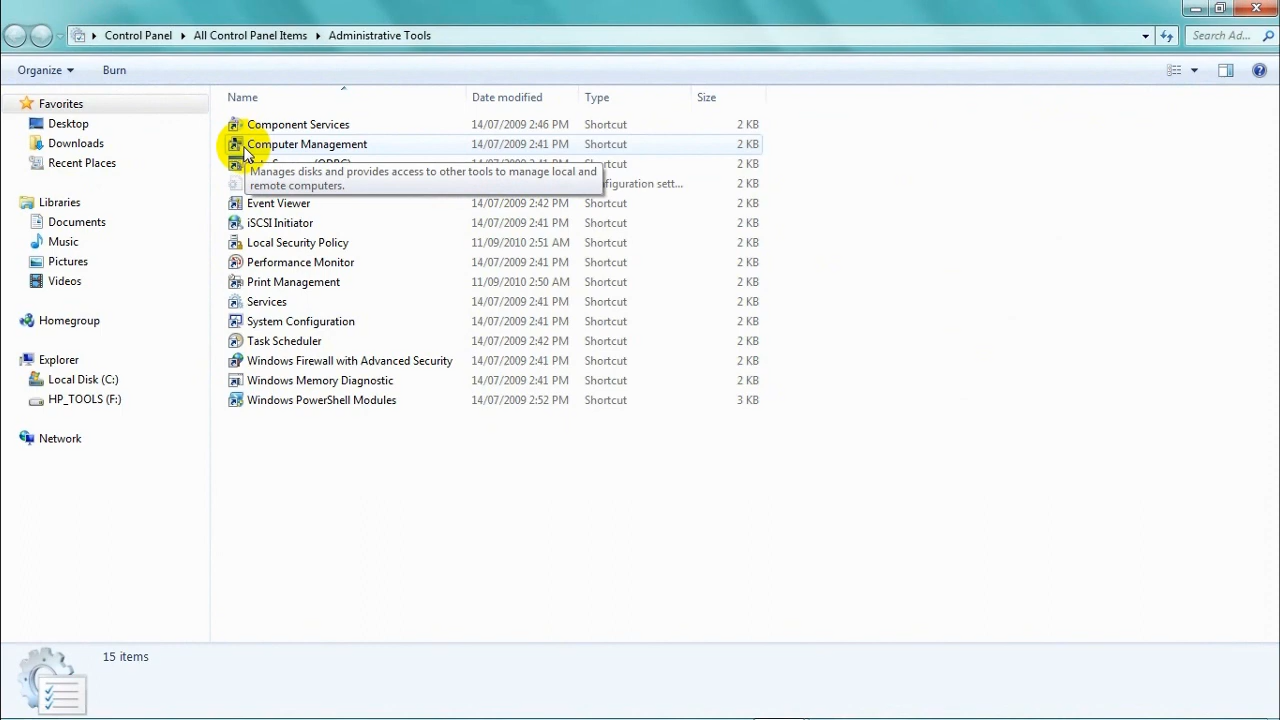 Control Panel All Control Panel Items Administrative Tools Search Ad...
Organize Burn
Favorites
Desktop
Downloads
Recent Places
Libraries
Documents
Music
Pictures
Videos
Homegroup
Explorer
Local Disk (C:)
HP_TOOLS (F:)
Network
Name Date modified Type Size
Component Services 14/07/2009 2:46 PM Shortcut 2 KB
Computer Management 14/07/2009 2:41 PM Shortcut 2 KB
(ODBC) 2 KB
Manages disks and provides access to other tools to manage local and
remote computers.
sett... 2 KB
Event Viewer 14/07/2009 2:42 PM Shortcut 2 KB
iSCSI Initiator 14/07/2009 2:41 PM Shortcut 2 KB
Local Security Policy 11/09/2010 2:51 AM Shortcut 2 KB
Performance Monitor 14/07/2009 2:41 PM Shortcut 2 KB
Print Management 11/09/2010 2:50 AM Shortcut 2 KB
Services 14/07/2009 2:41 PM Shortcut 2 KB
System Configuration 14/07/2009 2:41 PM Shortcut 2 KB
Task Scheduler 14/07/2009 2:42 PM Shortcut 2 KB
Windows Firewall with Advanced Security 14/07/2009 2:41 PM Shortcut 2 KB
Windows Memory Diagnostic 14/07/2009 2:41 PM Shortcut 2 KB
Windows PowerShell Modules 14/07/2009 2:52 PM Shortcut 3 KB
15 items